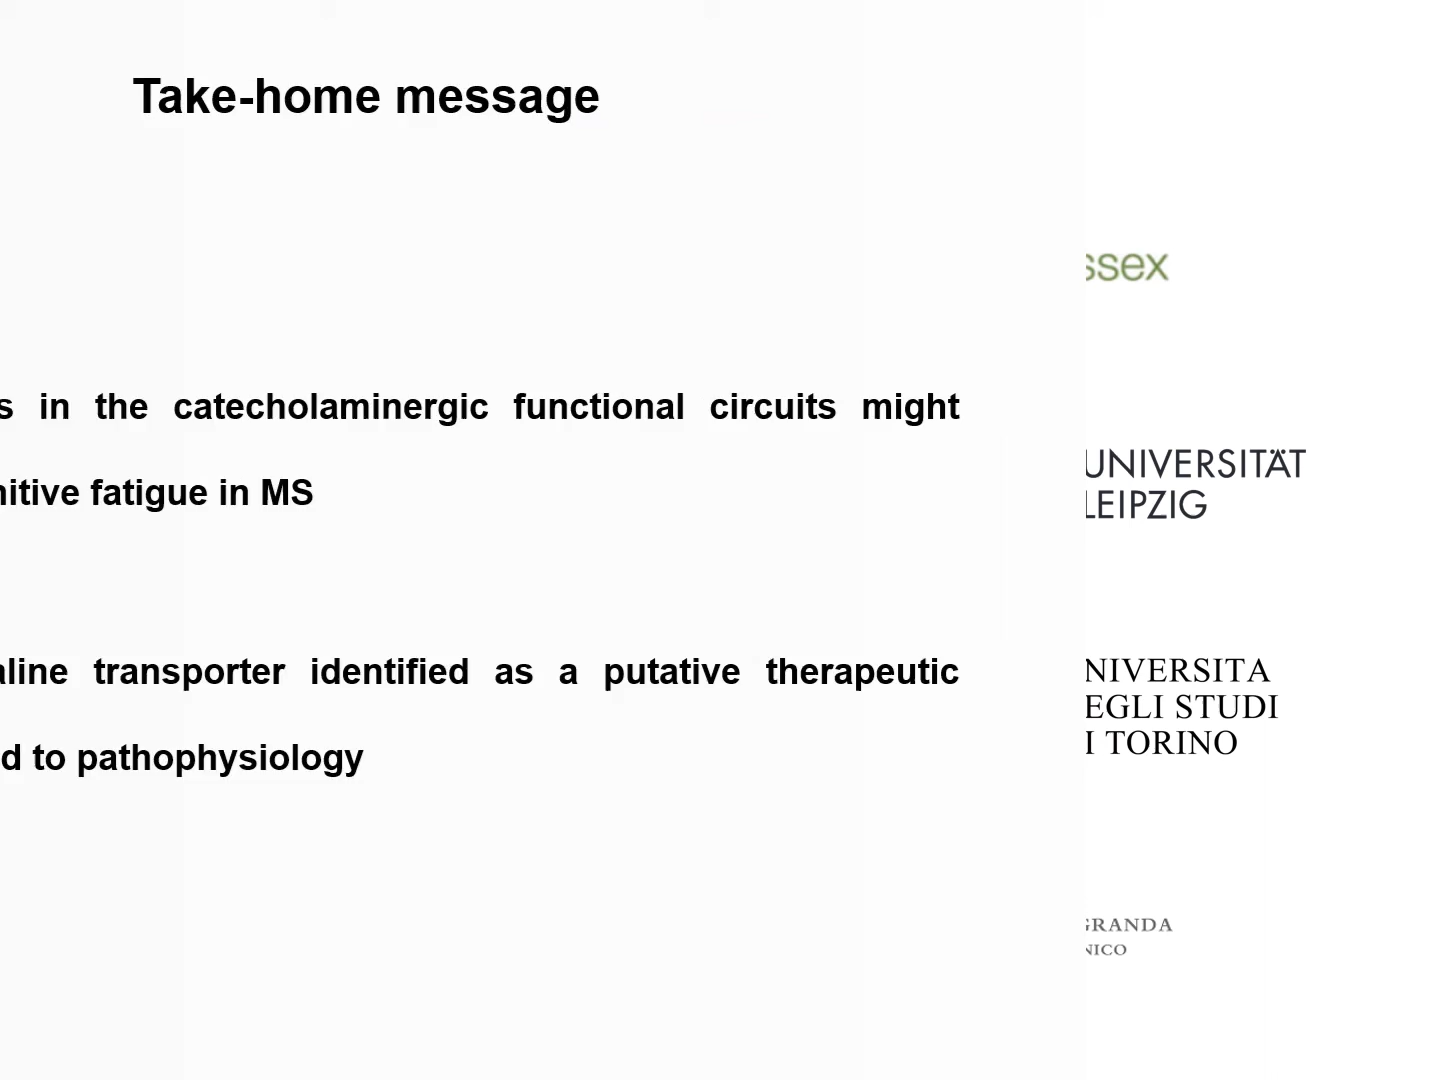 Take-home message
ssex
s in the catecholaminergic functional circuits might
UNIVERSITÄT
nitive fatigue in MS
LEIPZIG
aline transporter identified as a putative therapeutic
NIVERSITA
EGLI STUDI
d to pathophysiology
I TORINO
GRANDA
NICO